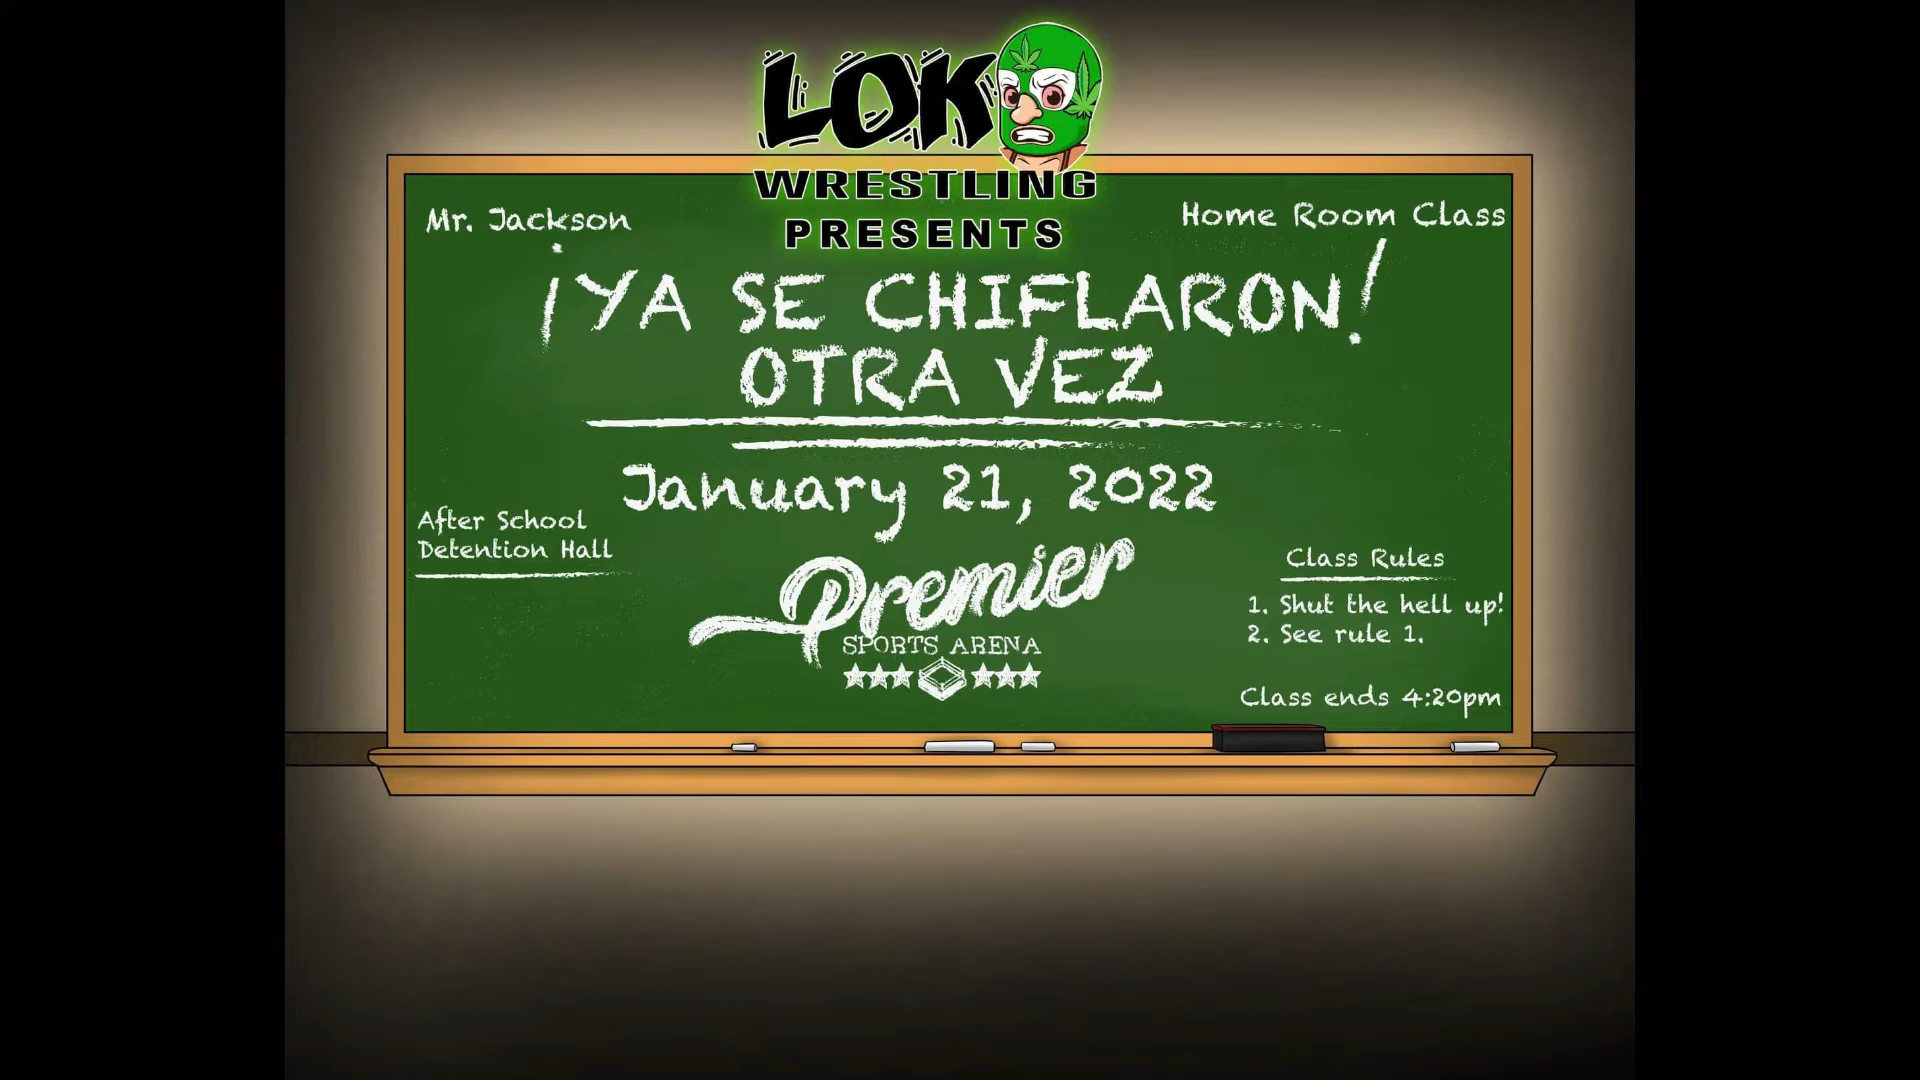 LOKO
WRESTLING
PRESENTS
Mr. Jackson
Home Room Class
¡YA SE CHIFLARON!
OTRA VEZ
January 21, 2022
After School
Detention Hall
Premier
SPORTS ARENA
Class Rules
1. Shut the hell up!
2. See rule 1.
Class ends 4:20pm